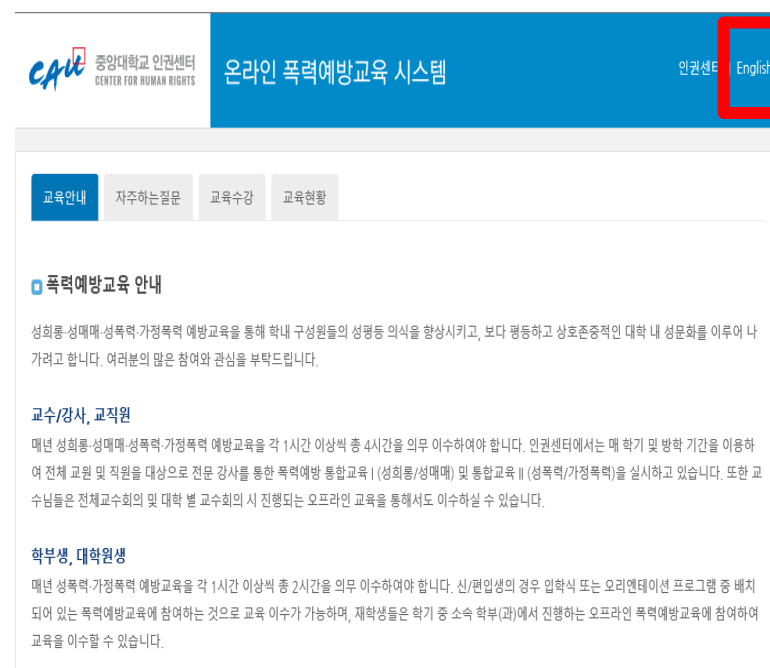 CAU 중앙대학교 인권센터
CENTER FOR HUMAN RIGHTS
온라인 폭력예방교육 시스템
인권센터 | English
교육안내 자주하는질문 교육수강 교육현황
폭력예방교육 안내
성희롱·성매매·성폭력·가정폭력 예방교육을 통해 학내 구성원들의 성평등 의식을 향상시키고, 보다 평등하고 상호존중적인 대학 내 성문화를 이루어 나
가려고 합니다. 여러분의 많은 참여와 관심을 부탁드립니다.
교수/강사, 교직원
매년 성희롱·성매매·성폭력·가정폭력 예방교육을 각 1시간 이상씩 총 4시간을 의무 이수하여야 합니다. 인권센터에서는 매 학기 및 방학 기간을 이용하
여 전체 교원 및 직원을 대상으로 전문 강사를 통한 폭력예방 통합교육 I (성희롱/성매매) 및 통합교육 II (성폭력/가정폭력)을 실시하고 있습니다. 또한 교
수님들은 전체교수회의 및 대학 별 교수회의 시 진행되는 오프라인 교육을 통해서도 이수하실 수 있습니다.
학부생, 대학원생
매년 성폭력·가정폭력 예방교육을 각 1시간 이상씩 총 2시간을 의무 이수하여야 합니다. 신/편입생의 경우 입학식 또는 오리엔테이션 프로그램 중 배치
되어 있는 폭력예방교육에 참여하는 것으로 교육 이수가 가능하며, 재학생들은 학기 중 소속 학부(과)에서 진행하는 오프라인 폭력예방교육에 참여하여
교육을 이수할 수 있습니다.